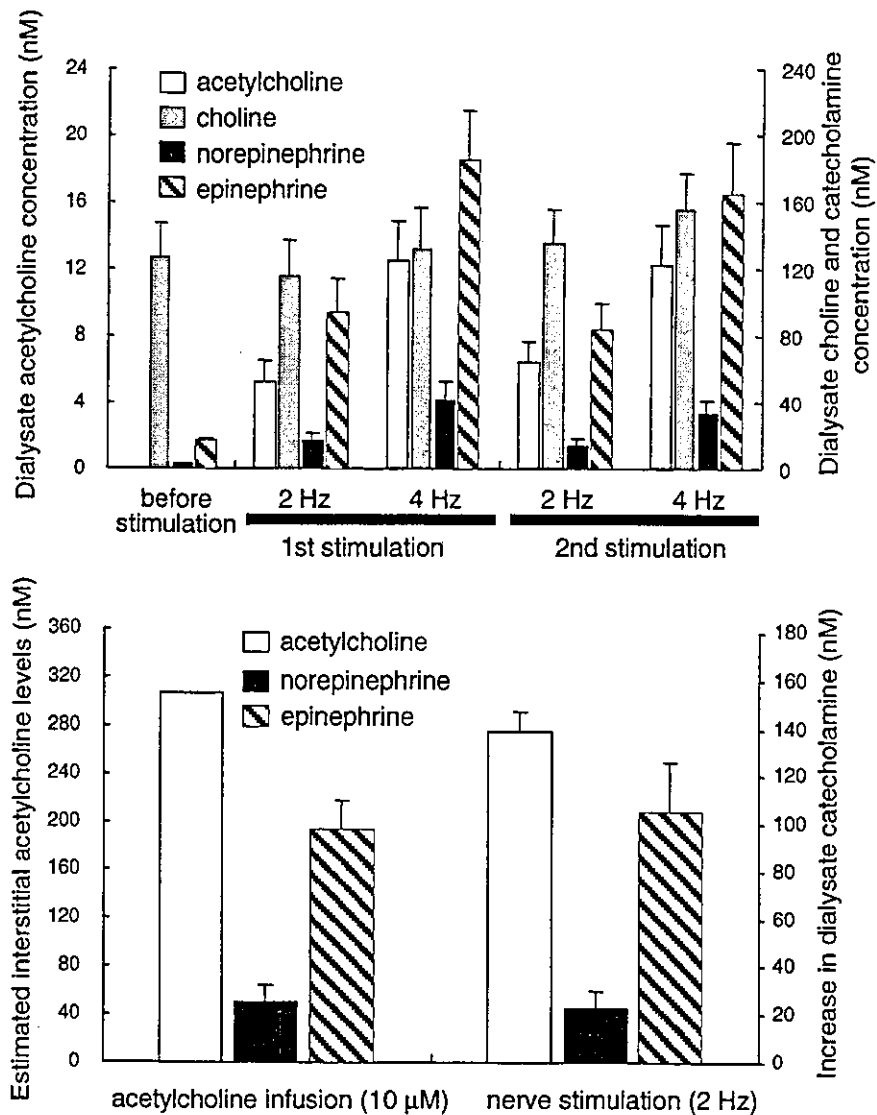 Dialysate acetylcholine concentration (nM)
24
20
16
12
8
4
0
acetylcholine
choline
norepinephrine
epinephrine
240
200
160
120
80
40
0
Dialysate choline and catecholamine
concentration (nM)
before
stimulation
2 Hz
4 Hz
2 Hz
4 Hz
1st stimulation
2nd stimulation
Estimated interstitial acetylcholine levels (nM)
360
320
280
240
200
160
120
80
40
0
acetylcholine
norepinephrine
epinephrine
180
160
140
120
100
80
60
40
20
0
Increase in dialysate catecholamine (nM)
acetylcholine infusion (10 μM)
nerve stimulation (2 Hz)